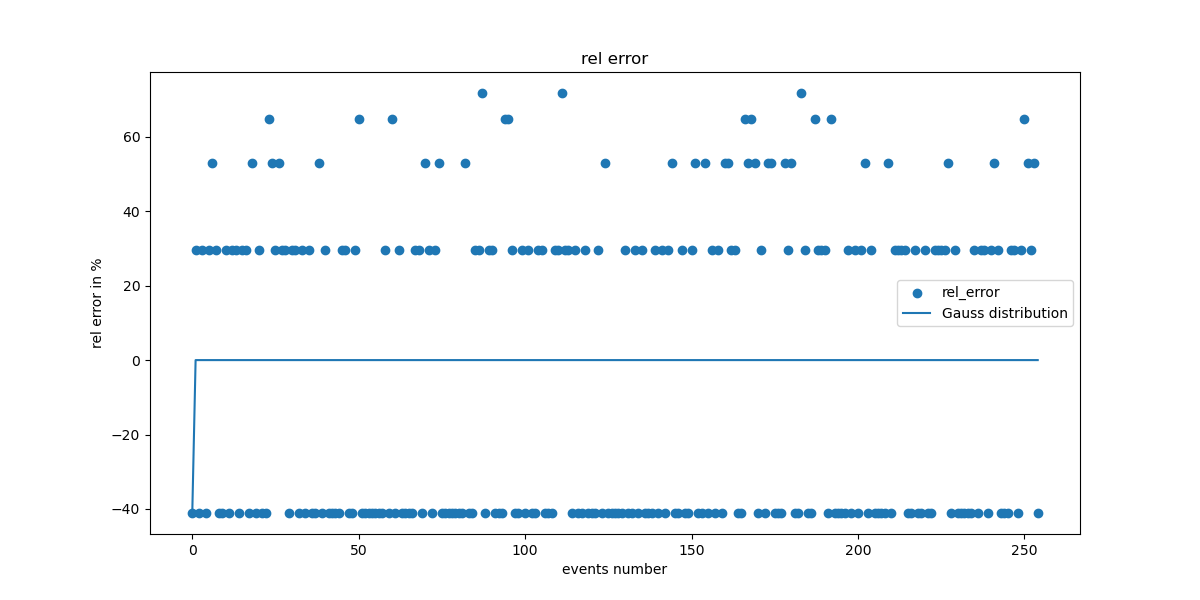 rel error
60
40
20
0
−20
−40
rel error in %
rel_error
Gauss distribution
0 50 100 150 200 250
events number